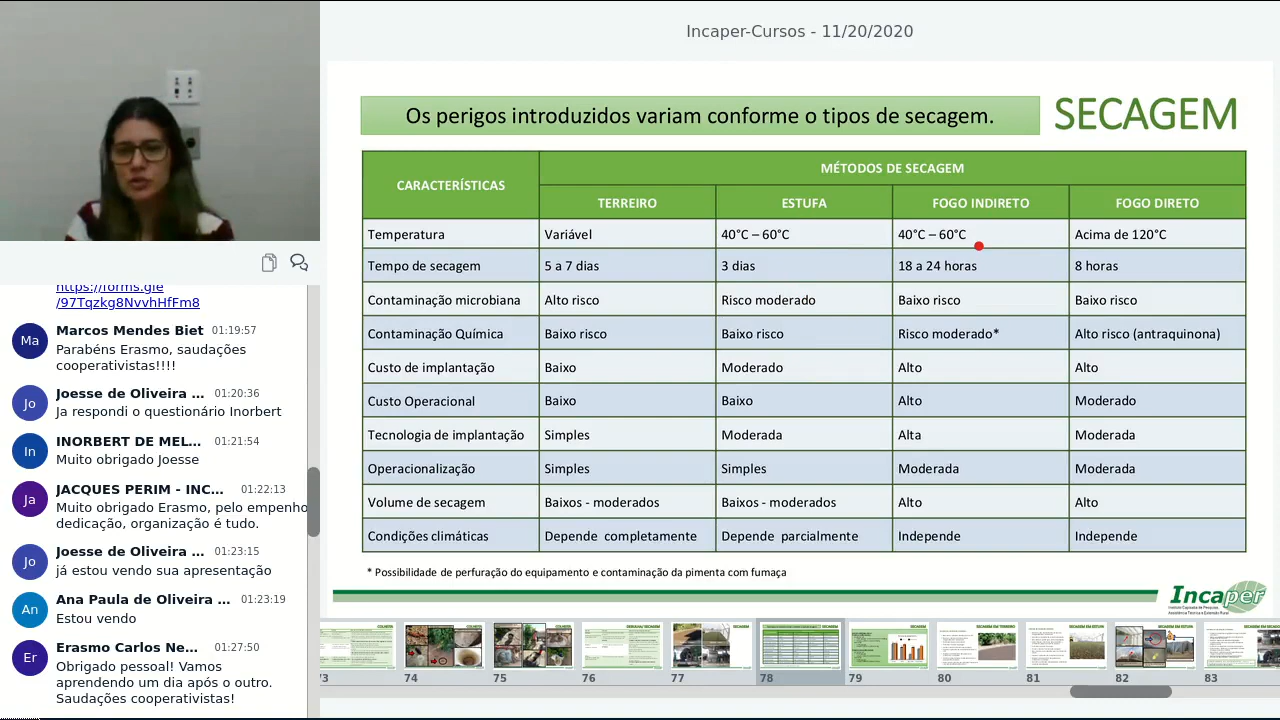 Incaper-Cursos - 11/20/2020
Os perigos introduzidos variam conforme o tipos de secagem.
SECAGEM
CARACTERÍSTICAS
MÉTODOS DE SECAGEM
TERREIRO ESTUFA FOGO INDIRETO FOGO DIRETO
Temperatura Variável 40°C – 60°C 40°C – 60°C Acima de 120°C
Tempo de secagem 5 a 7 dias 3 dias 18 a 24 horas 8 horas
Contaminação microbiana Alto risco Risco moderado Baixo risco Baixo risco
Contaminação Química Baixo risco Baixo risco Risco moderado* Alto risco (antraquinona)
Custo de implantação Baixo Moderado Alto Alto
Custo Operacional Baixo Baixo Alto Moderado
Tecnologia de implantação Simples Moderada Alta Moderada
Operacionalização Simples Simples Moderada Moderada
Volume de secagem Baixos - moderados Baixos - moderados Alto Alto
Condições climáticas Depende completamente Depende parcialmente Independe Independe
* Possibilidade de perfuração do equipamento e contaminação da pimenta com fumaça
Incaper
Instituto Capixaba de Pesquisa,
Assistência Técnica e Extensão Rural
https://forms.gle
/97Tqzkg8NvvhHfFm8
Ma Marcos Mendes Biet 01:19:57
Parabéns Erasmo, saudações
cooperativistas!!!!
Jo Joesse de Oliveira ... 01:20:36
Ja respondi o questionário Inorbert
In INORBERT DE MEL... 01:21:54
Muito obrigado Joesse
Ja JACQUES PERIM - INC... 01:22:13
Muito obrigado Erasmo, pelo empenho
dedicação, organização é tudo.
Jo Joesse de Oliveira ... 01:23:15
já estou vendo sua apresentação
An Ana Paula de Oliveira ... 01:23:19
Estou vendo
Er Erasmo Carlos Ne... 01:27:50
Obrigado pessoal! Vamos
aprendendo um dia após o outro.
Saudações cooperativistas!
73 74 75 76 77 78 79 80 81 82 83